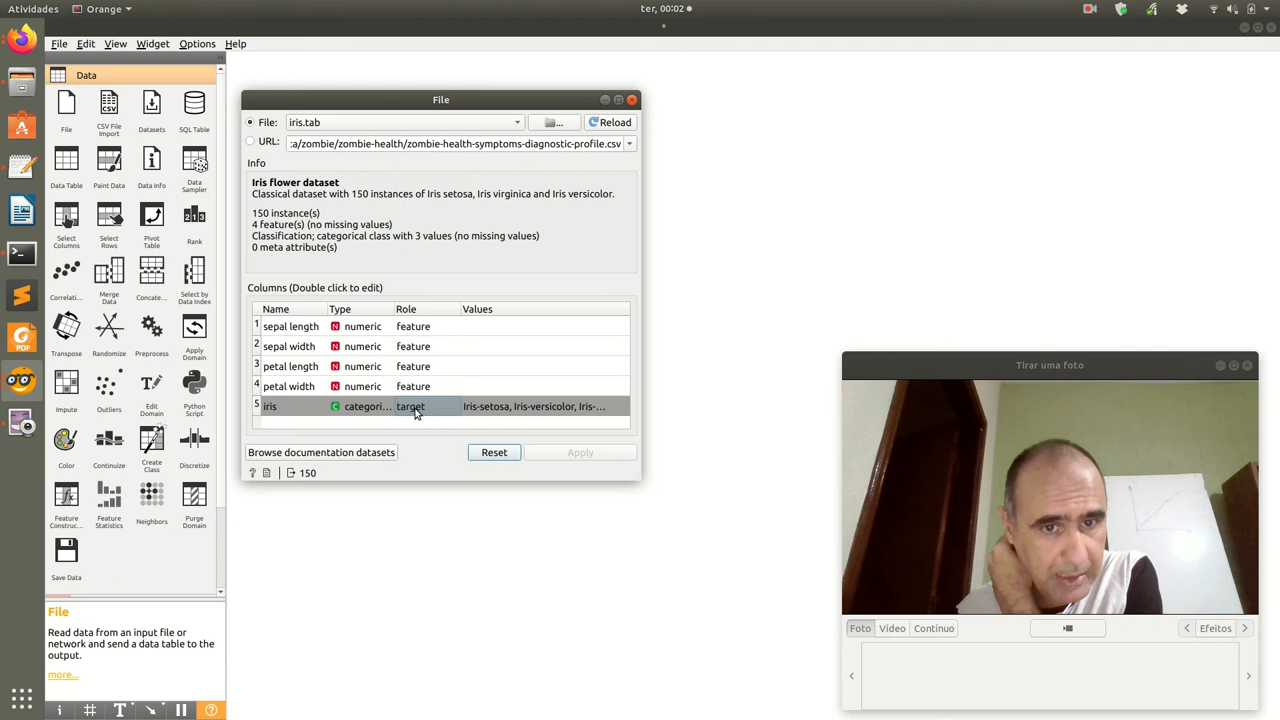 Atividades
Orange
ter, 00:02
File Edit View Widget Options Help
Data
File
CSV File Import
Datasets
SQL Table
Data Table
Paint Data
Data Info
Data Sampler
Select Columns
Select Rows
Pivot Table
Rank
Correlati...
Merge Data
Concate...
Select by Data Index
Transpose
Randomize
Preprocess
Apply Domain
Impute
Outliers
Edit Domain
Python Script
Color
Continuize
Create Class
Discretize
Feature Construc...
Feature Statistics
Neighbors
Purge Domain
Save Data
File
Read data from an input file or
network and send a data table to the
output.
more...
File
File: iris.tab ... Reload
URL: :a/zombie/zombie-health/zombie-health-symptoms-diagnostic-profile.csv
Info
Iris flower dataset
Classical dataset with 150 instances of Iris setosa, Iris virginica and Iris versicolor.
150 instance(s)
4 feature(s) (no missing values)
Classification; categorical class with 3 values (no missing values)
0 meta attribute(s)
Columns (Double click to edit)
Name Type Role Values
1 sepal length N numeric feature
2 sepal width N numeric feature
3 petal length N numeric feature
4 petal width N numeric feature
5 iris C categori... target Iris-setosa, Iris-versicolor, Iris-...
Browse documentation datasets Reset Apply
150
Tirar uma foto
Foto Vídeo Contínuo Efeitos